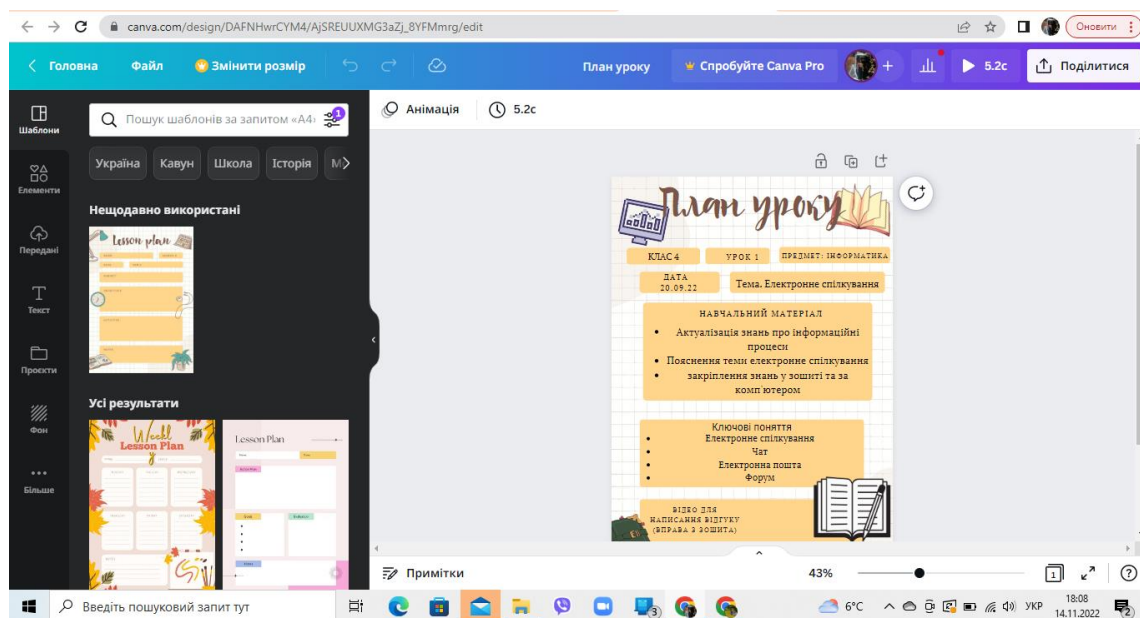 canva.com/design/DAFNHwrCYM4/AjSREUUXMG3aZj_8YFMmrg/edit
Оновити
Головна Файл Змінити розмір План уроку Спробуйте Canva Pro + 5.2с Поділитися
Шаблони
Елементи
Передані
Текст
Проєкти
Фон
Більше
Пошук шаблонів за запитом «A4» 1
Україна Кавун Школа Історія М
Нещодавно використані
Lesson plan
Усі результати
Weekly
Lesson Plan
Lesson Plan
Анімація 5.2с
План уроку
КЛАС 4 УРОК 1 ПРЕДМЕТ: ІНФОРМАТИКА
ДАТА
20.09.22
Тема. Електронне спілкування
НАВЧАЛЬНИЙ МАТЕРІАЛ
• Актуалізація знань про інформаційні
процеси
• Пояснення теми електронне спілкування
• закріплення знань у зошиті та за
комп'ютером
Ключові поняття
• Електронне спілкування
• Чат
• Електронна пошта
• Форум
ВІДЕО ДЛЯ
НАПИСАННЯ ВІДГУКУ
(ВПРАВА З ЗОШИТА)
Примітки 43% 1 ?
Введіть пошуковий запит тут
3
6°C УКР
18:08
14.11.2022
2